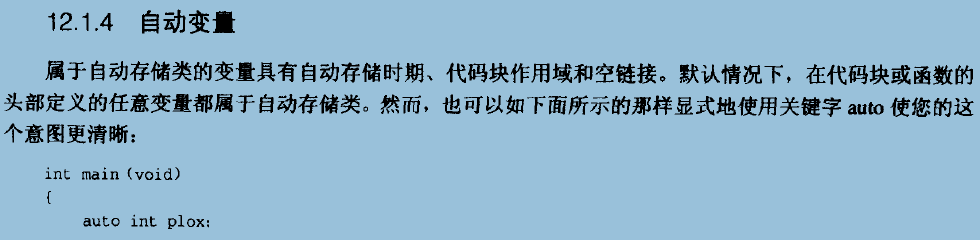 12.1.4 自动变量
属于自动存储类的变量具有自动存储时期、代码块作用域和空链接。默认情况下，在代码块或函数的
头部定义的任意变量都属于自动存储类。然而，也可以如下面所示的那样显式地使用关键字 auto 使您的这
个意图更清晰：
int main (void)
{
auto int plox;